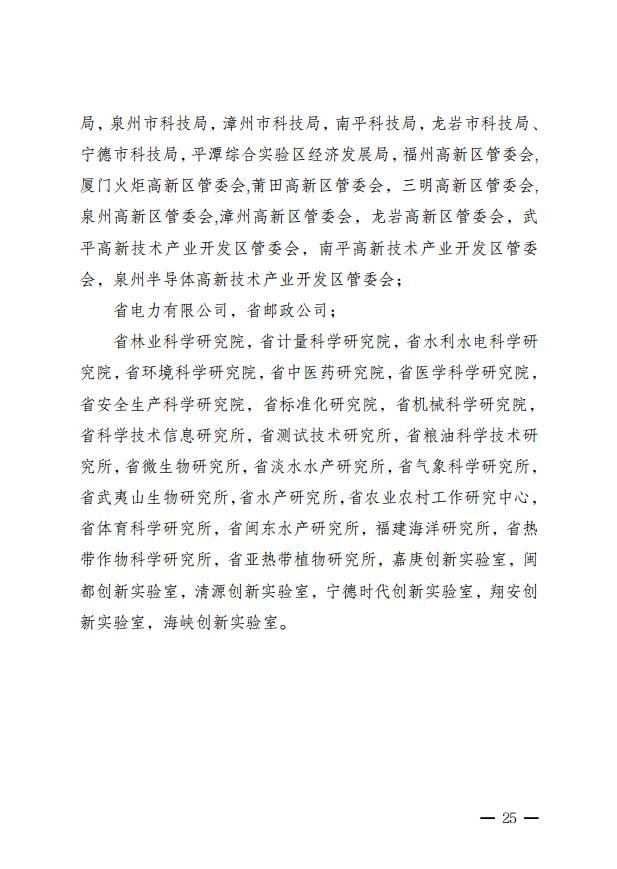 局，泉州市科技局，漳州市科技局，南平科技局，龙岩市科技局、
宁德市科技局，平潭综合实验区经济发展局，福州高新区管委会,
厦门火炬高新区管委会,莆田高新区管委会，三明高新区管委会,
泉州高新区管委会,漳州高新区管委会，龙岩高新区管委会，武
平高新技术产业开发区管委会，南平高新技术产业开发区管委
会，泉州半导体高新技术产业开发区管委会；
省电力有限公司，省邮政公司；
省林业科学研究院，省计量科学研究院，省水利水电科学研
究院，省环境科学研究院，省中医药研究院，省医学科学研究院，
省安全生产科学研究院，省标准化研究院，省机械科学研究院，
省科学技术信息研究所，省测试技术研究所，省粮油科学技术研
究所，省微生物研究所，省淡水水产研究所，省气象科学研究所，
省武夷山生物研究所，省水产研究所，省农业农村工作研究中心，
省体育科学研究所，省闽东水产研究所，福建海洋研究所，省热
带作物科学研究所，省亚热带植物研究所，嘉庚创新实验室，闽
都创新实验室，清源创新实验室，宁德时代创新实验室，翔安创
新实验室，海峡创新实验室。
— 25 —